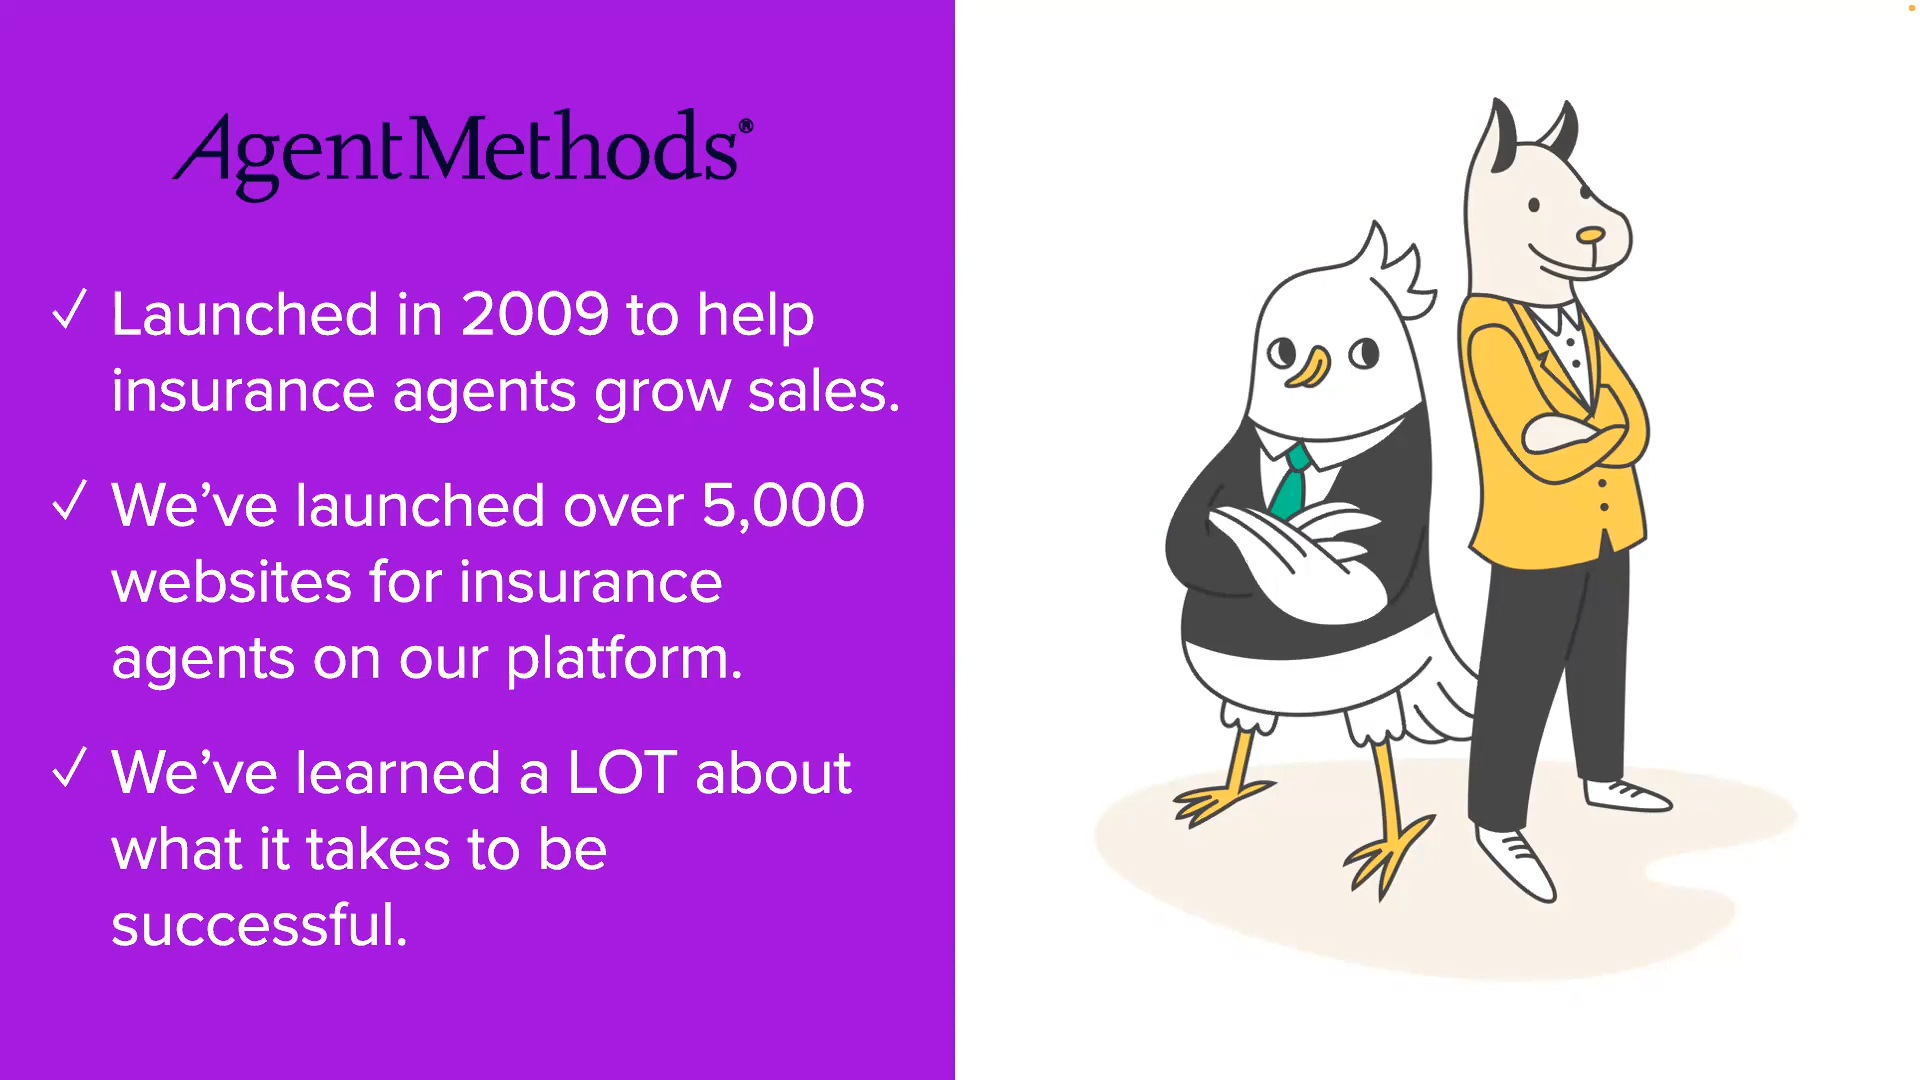 AgentMethods®
✓ Launched in 2009 to help
insurance agents grow sales.
✓ We’ve launched over 5,000
websites for insurance
agents on our platform.
✓ We’ve learned a LOT about
what it takes to be
successful.